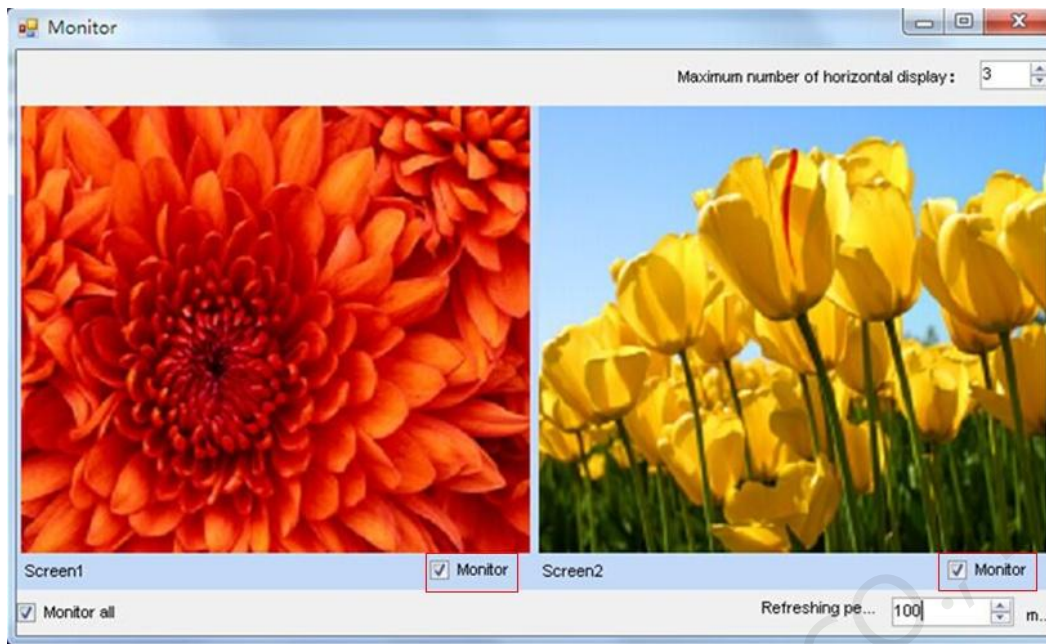 Monitor
Maximum number of horizontal display: 3
Screen1 Monitor Screen2 Monitor
Monitor all Refreshing pe... 100 m..